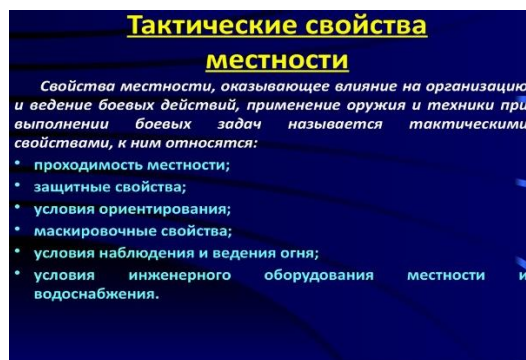 Тактические свойства
местности
Свойства местности, оказывающее влияние на организацию
и ведение боевых действий, применение оружия и техники при
выполнении боевых задач называется тактическими
свойствами, к ним относятся:
• проходимость местности;
• защитные свойства;
• условия ориентирования;
• маскировочные свойства;
• условия наблюдения и ведения огня;
• условия инженерного оборудования местности и
водоснабжения.